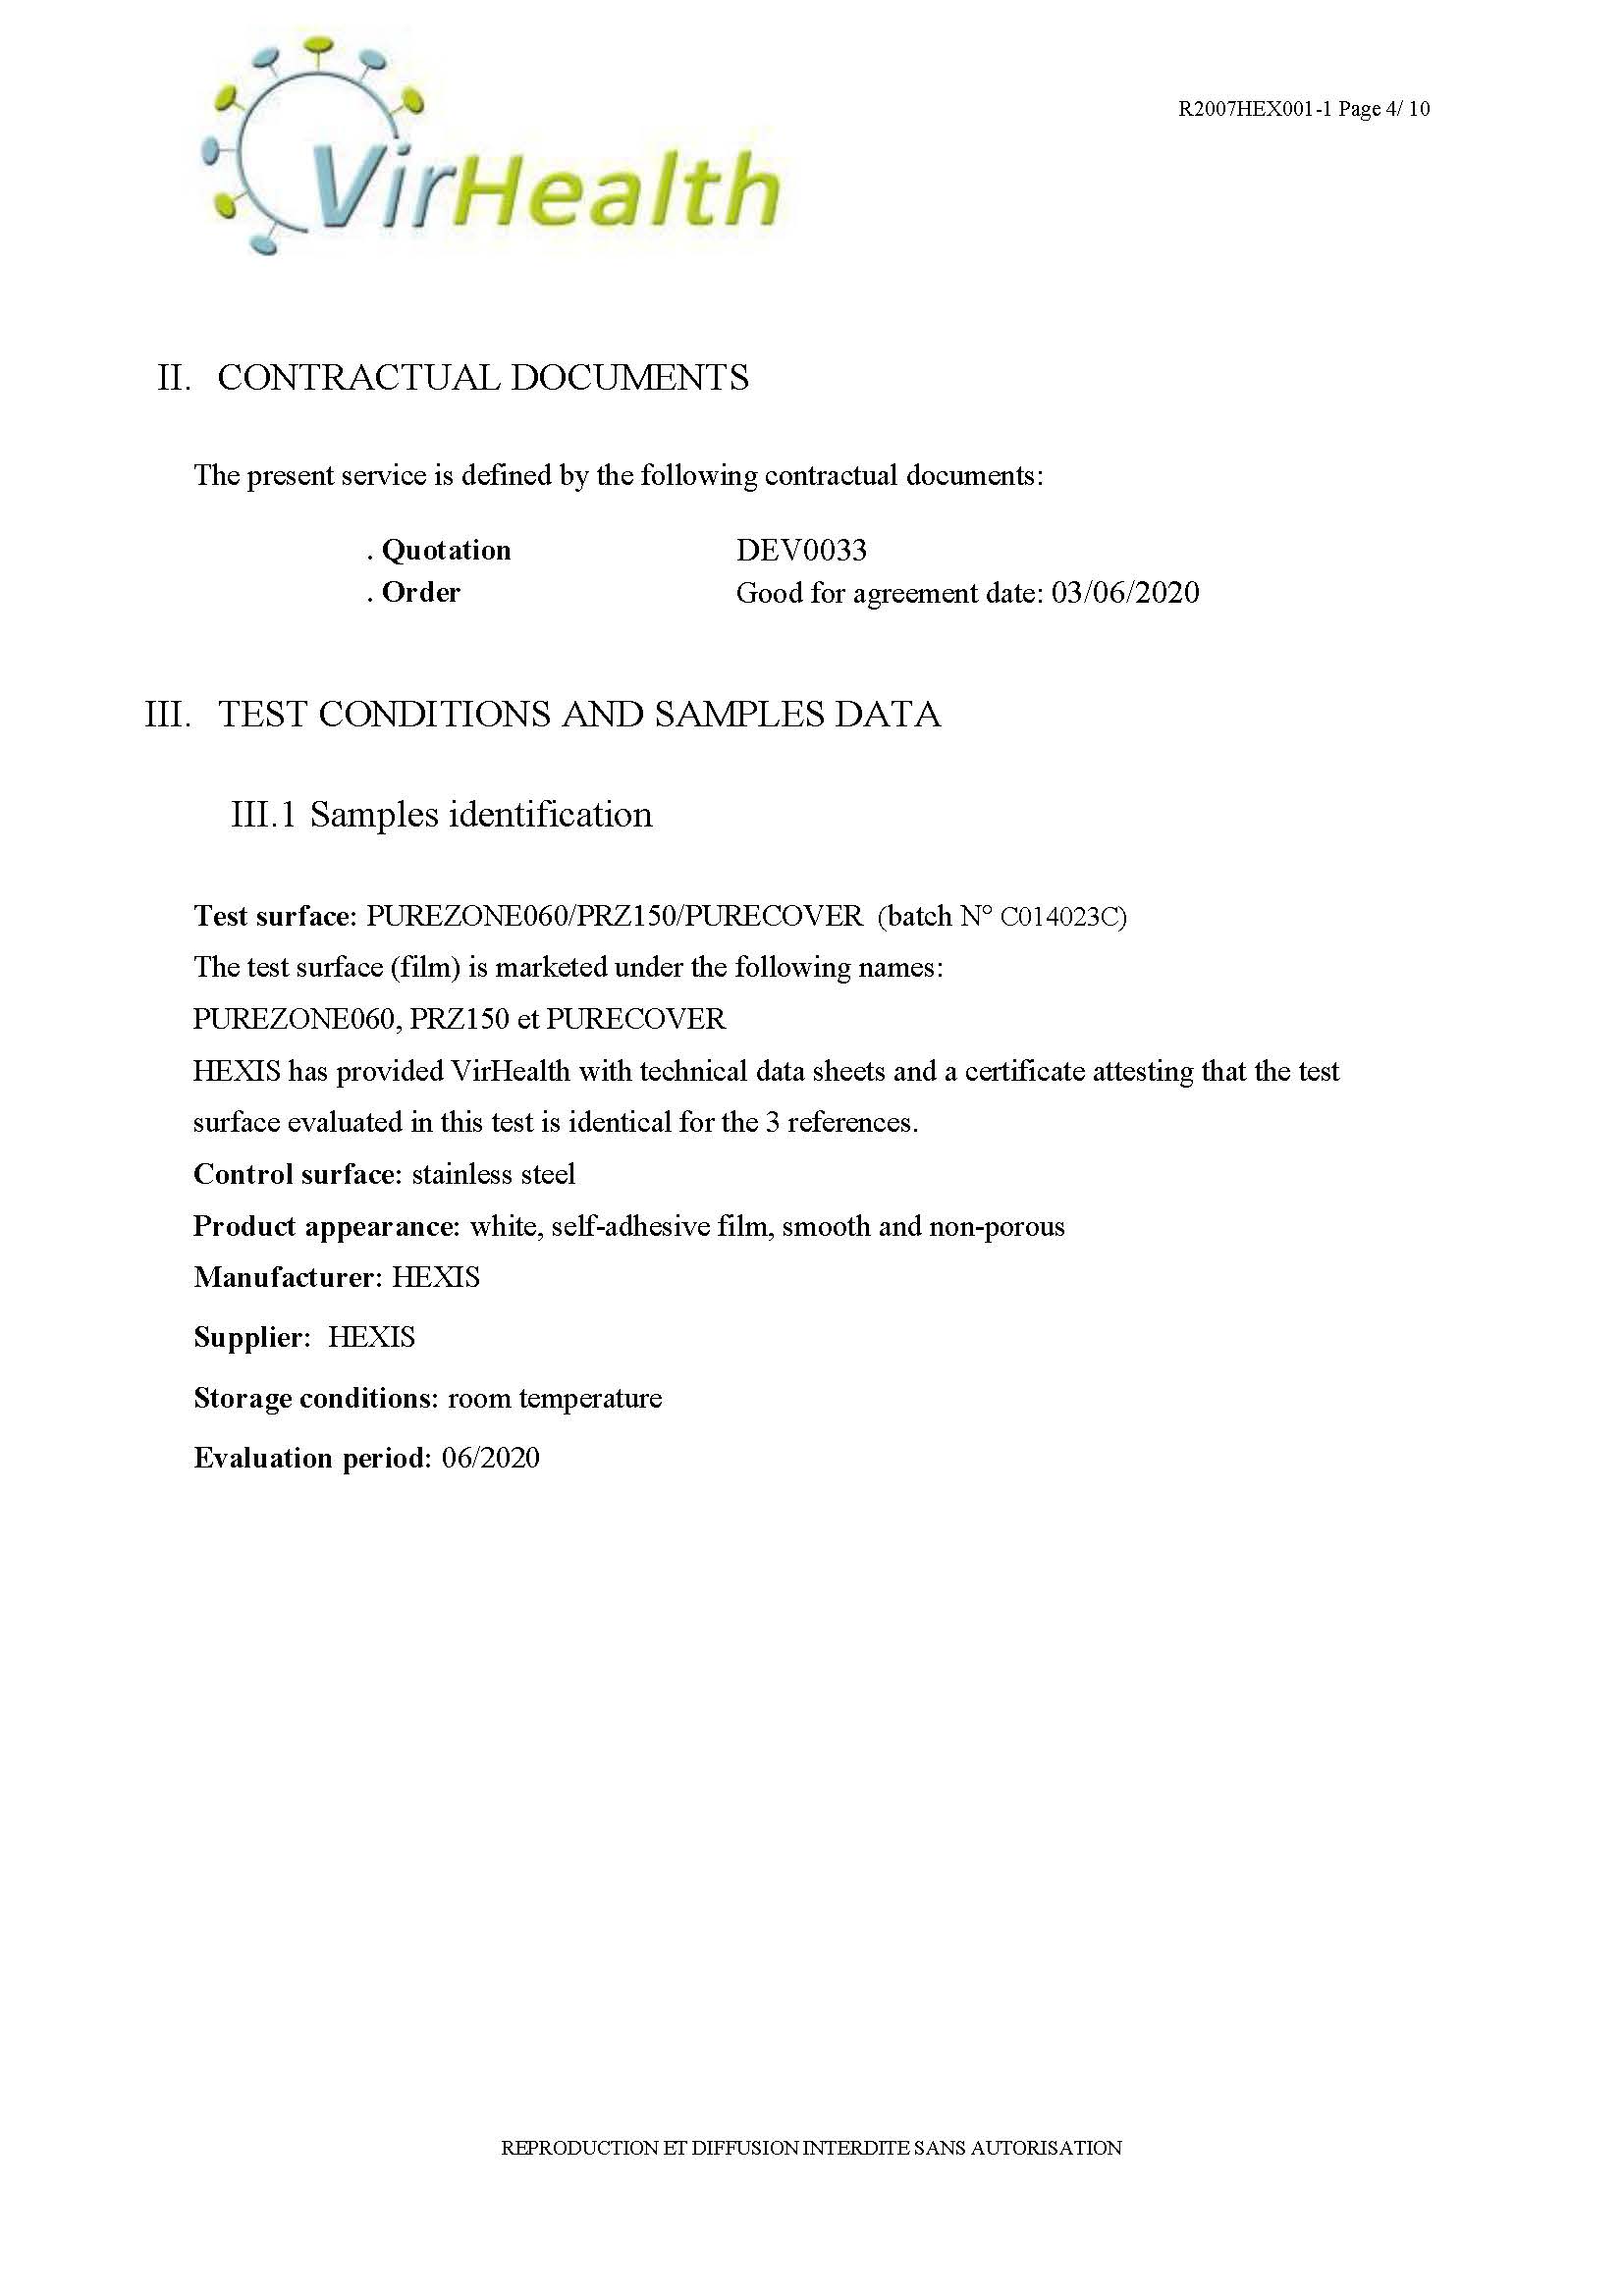 VirHealth
R2007HEX001-1 Page 4/ 10
II. CONTRACTUAL DOCUMENTS
The present service is defined by the following contractual documents:
. Quotation DEV0033
. Order Good for agreement date: 03/06/2020
III. TEST CONDITIONS AND SAMPLES DATA
III.1 Samples identification
Test surface: PUREZONE060/PRZ150/PURECOVER (batch N° C014023C)
The test surface (film) is marketed under the following names:
PUREZONE060, PRZ150 et PURECOVER
HEXIS has provided VirHealth with technical data sheets and a certificate attesting that the test
surface evaluated in this test is identical for the 3 references.
Control surface: stainless steel
Product appearance: white, self-adhesive film, smooth and non-porous
Manufacturer: HEXIS
Supplier: HEXIS
Storage conditions: room temperature
Evaluation period: 06/2020
REPRODUCTION ET DIFFUSION INTERDITE SANS AUTORISATION